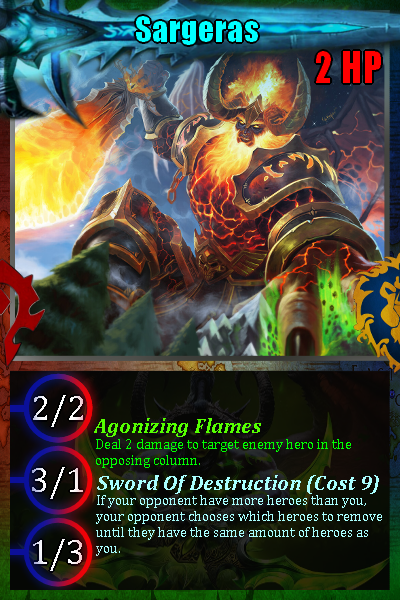 Sargeras
2 HP
2/2
Agonizing Flames
Deal 2 damage to target enemy hero in the
opposing column.
3/1
Sword Of Destruction (Cost 9)
If your opponent have more heroes than you,
your opponent chooses which heroes to remove
until they have the same amount of heroes as
you.
1/3